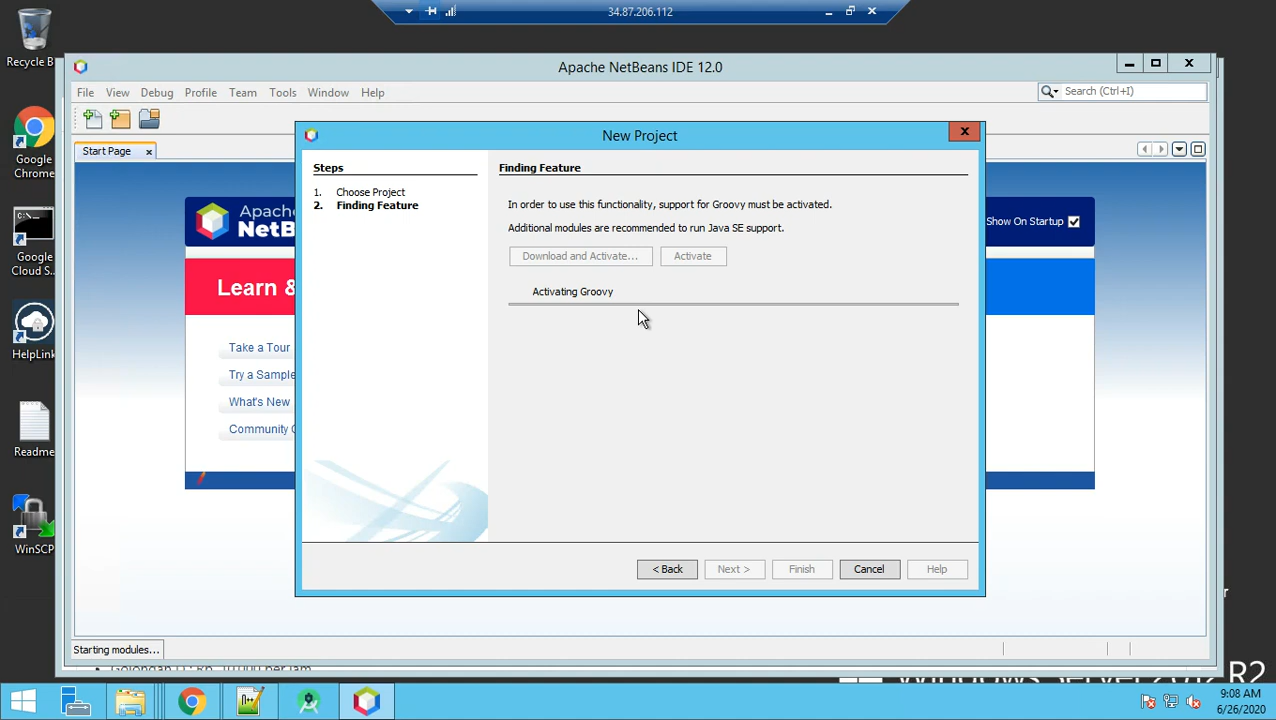 34.87.206.112
Recycle B
Apache NetBeans IDE 12.0
File View Debug Profile Team Tools Window Help
Search (Ctrl+I)
Google
Chrome
New Project
Start Page
Steps
1. Choose Project
2. Finding Feature
Finding Feature
In order to use this functionality, support for Groovy must be activated.
Additional modules are recommended to run Java SE support.
Download and Activate... Activate
Activating Groovy
Apac
NetB
Show On Startup
Google
Cloud S...
Learn &
HelpLink
Take a Tour
Try a Sample
What's New
Community C
Readme
WinSCP
< Back Next > Finish Cancel Help
Starting modules...
9:08 AM
6/26/2020